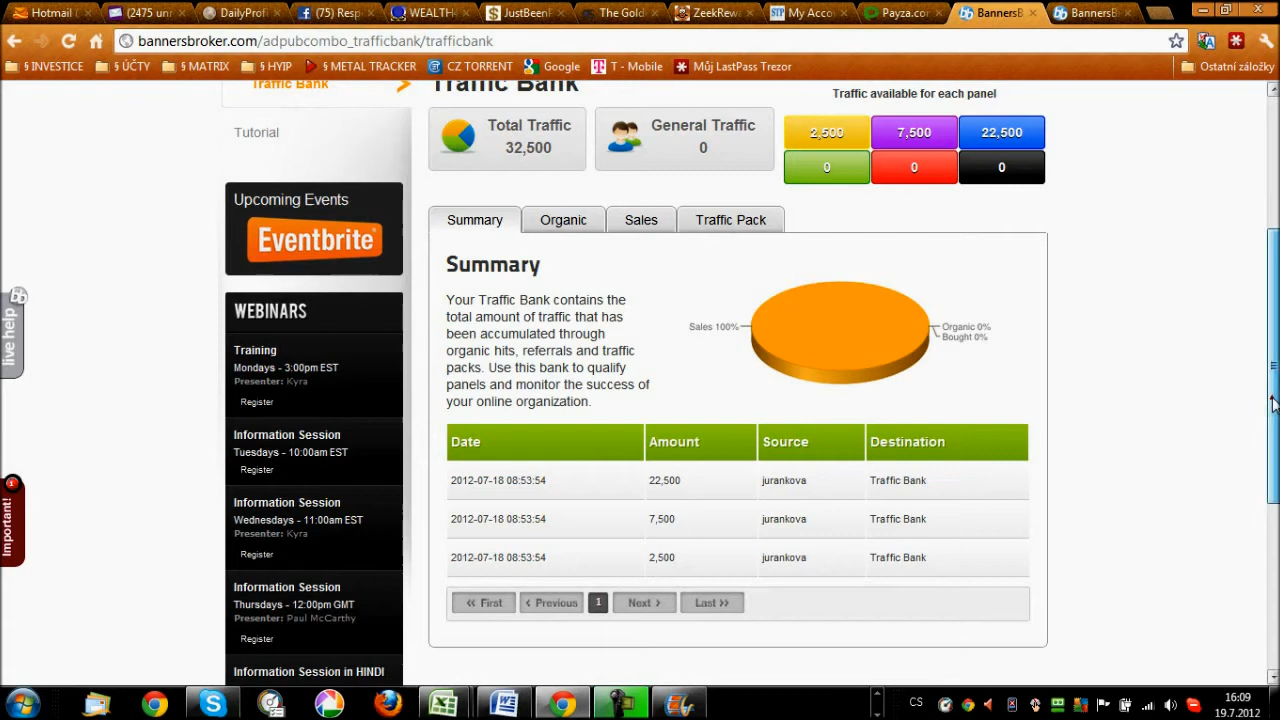 Hotmail
(2475 un
DailyProfi
(75) Resp
WEALTH
JustBeenP
The Gold
ZeekRewa
My Acco
Payza.com
BannersB
BannersB
bannersbroker.com/adpubcombo_trafficbank/trafficbank
§ INVESTICE
§ ÚČTY
§ MATRIX
§ HYIP
§ METAL TRACKER
CZ TORRENT
Google
T - Mobile
Můj LastPass Trezor
Ostatní záložky
Traffic Bank
Tutorial
Upcoming Events
Eventbrite
WEBINARS
Training
Mondays - 3:00pm EST
Presenter: Kyra
Register
Information Session
Tuesdays - 10:00am EST
Register
Information Session
Wednesdays - 11:00am EST
Presenter: Kyra
Register
Information Session
Thursdays - 12:00pm GMT
Presenter: Paul McCarthy
Register
Information Session in HINDI
live help
bb
Important!
1
Traffic Bank
Total Traffic
32,500
General Traffic
0
Traffic available for each panel
2,500 7,500 22,500
0 0 0
Summary Organic Sales Traffic Pack
Summary
Your Traffic Bank contains the
total amount of traffic that has
been accumulated through
organic hits, referrals and traffic
packs. Use this bank to qualify
panels and monitor the success of
your online organization.
Sales 100%
Organic 0%
Bought 0%
Date Amount Source Destination
2012-07-18 08:53:54 22,500 jurankova Traffic Bank
2012-07-18 08:53:54 7,500 jurankova Traffic Bank
2012-07-18 08:53:54 2,500 jurankova Traffic Bank
‹‹ First ‹ Previous 1 Next › Last ››
CS
16:09
19.7.2012